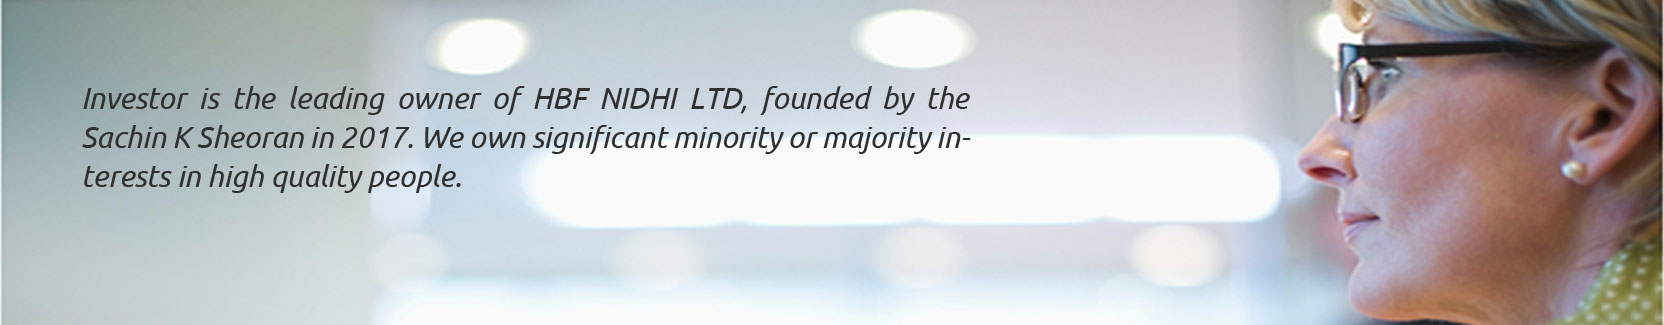 Investor is the leading owner of HBF NIDHI LTD, founded by the
Sachin K Sheoran in 2017. We own significant minority or majority in-
terests in high quality people.